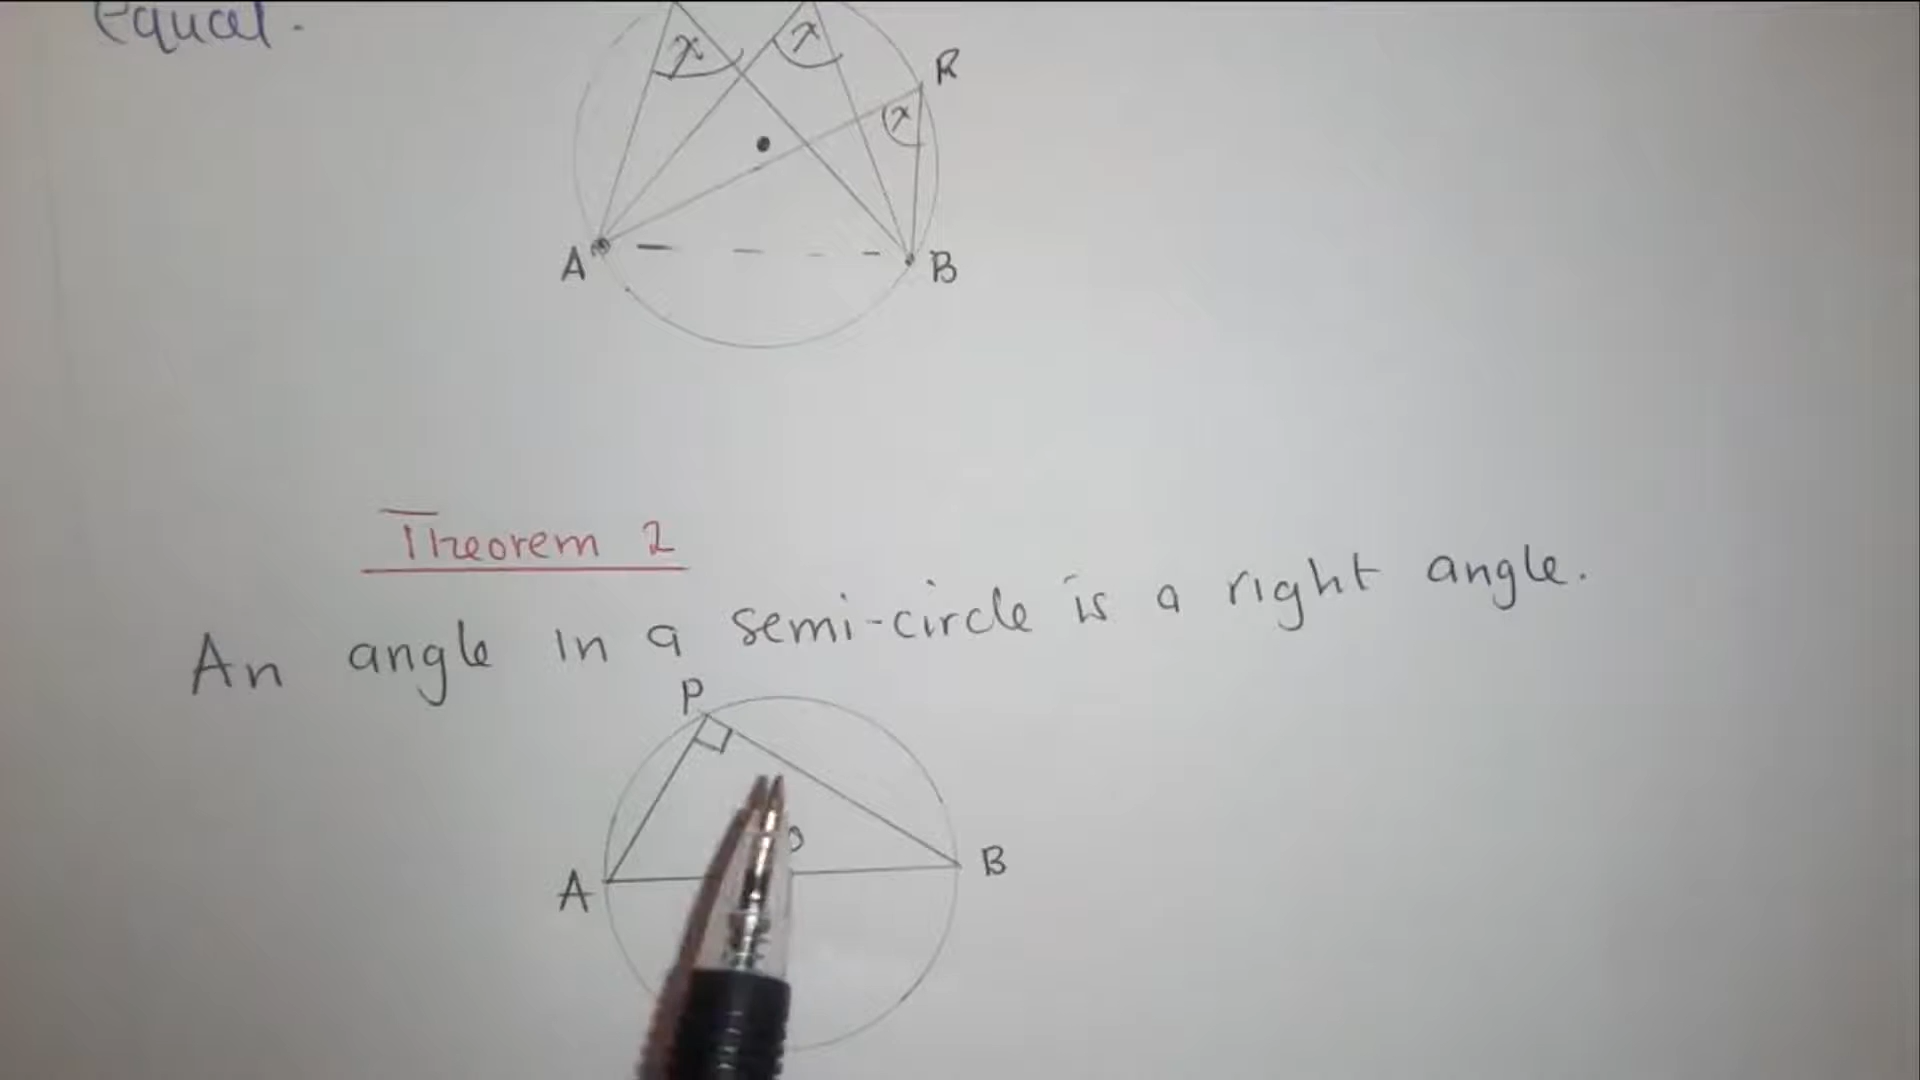 equal.
x x
R
x
A B
Theorem 2
An angle in a semi-circle is a right angle.
P
A B